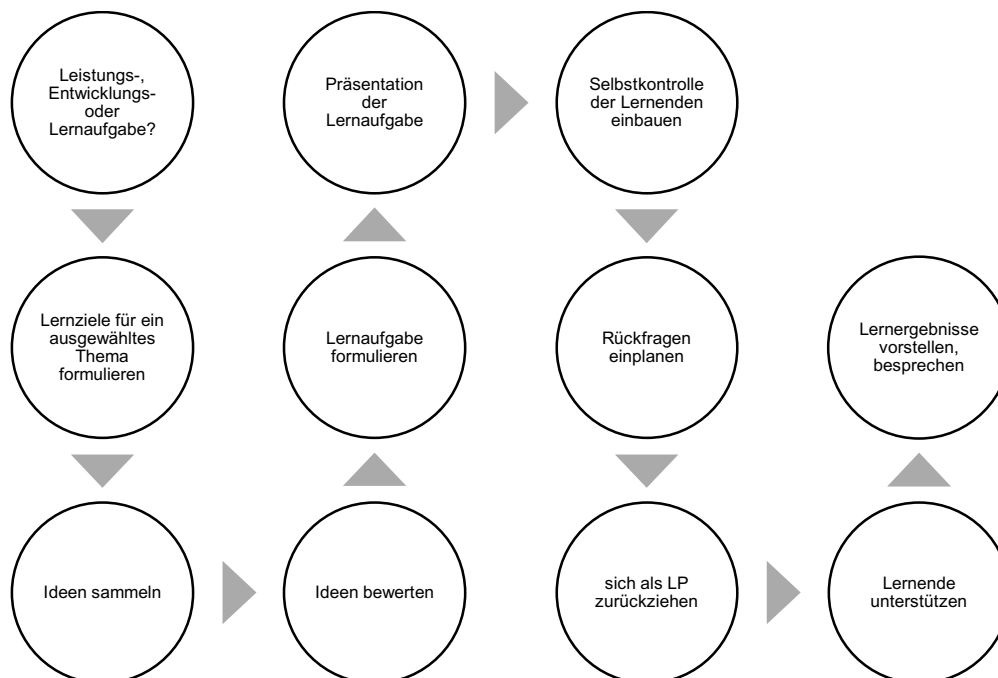 Leistungs-,
Entwicklungs-
oder
Lernaufgabe?
Lernziele für ein
ausgewähltes
Thema
formulieren
Ideen sammeln
Ideen bewerten
Lernaufgabe
formulieren
Präsentation
der
Lernaufgabe
Selbstkontrolle
der Lernenden
einbauen
Rückfragen
einplanen
sich als LP
zurückziehen
Lernende
unterstützen
Lernergebnisse
vorstellen,
besprechen